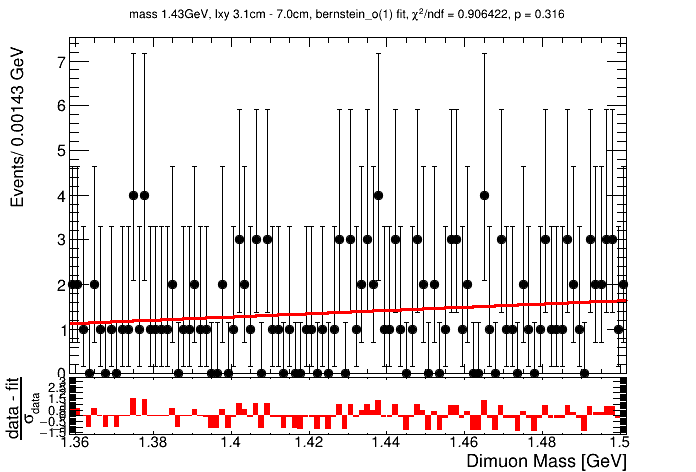 mass 1.43GeV, lxy 3.1cm - 7.0cm, bernstein_o(1) fit, χ²/ndf = 0.906422, p = 0.316
Events/ 0.00143 GeV
7
6
5
4
3
2
1
0
data - fit
σdata
2.5
1.36 1.38 1.4 1.42 1.44 1.46 1.48 1.5
Dimuon Mass [GeV]